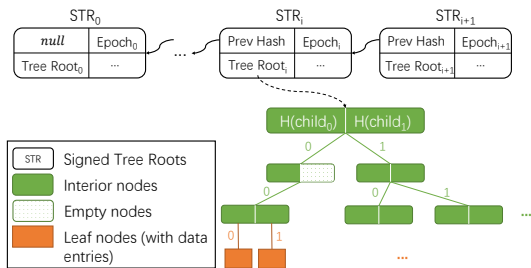 STR₀
STRᵢ
STRᵢ₊₁
null
Epoch₀
Tree Root₀
...
...
Prev Hash
Epochᵢ
Tree Rootᵢ
...
Prev Hash
Epochᵢ₊₁
Tree Rootᵢ₊₁
...
H(child₀)
H(child₁)
0
1
0
0
1
0
1
...
...
STR
Signed Tree Roots
Interior nodes
Empty nodes
Leaf nodes (with data
entries)